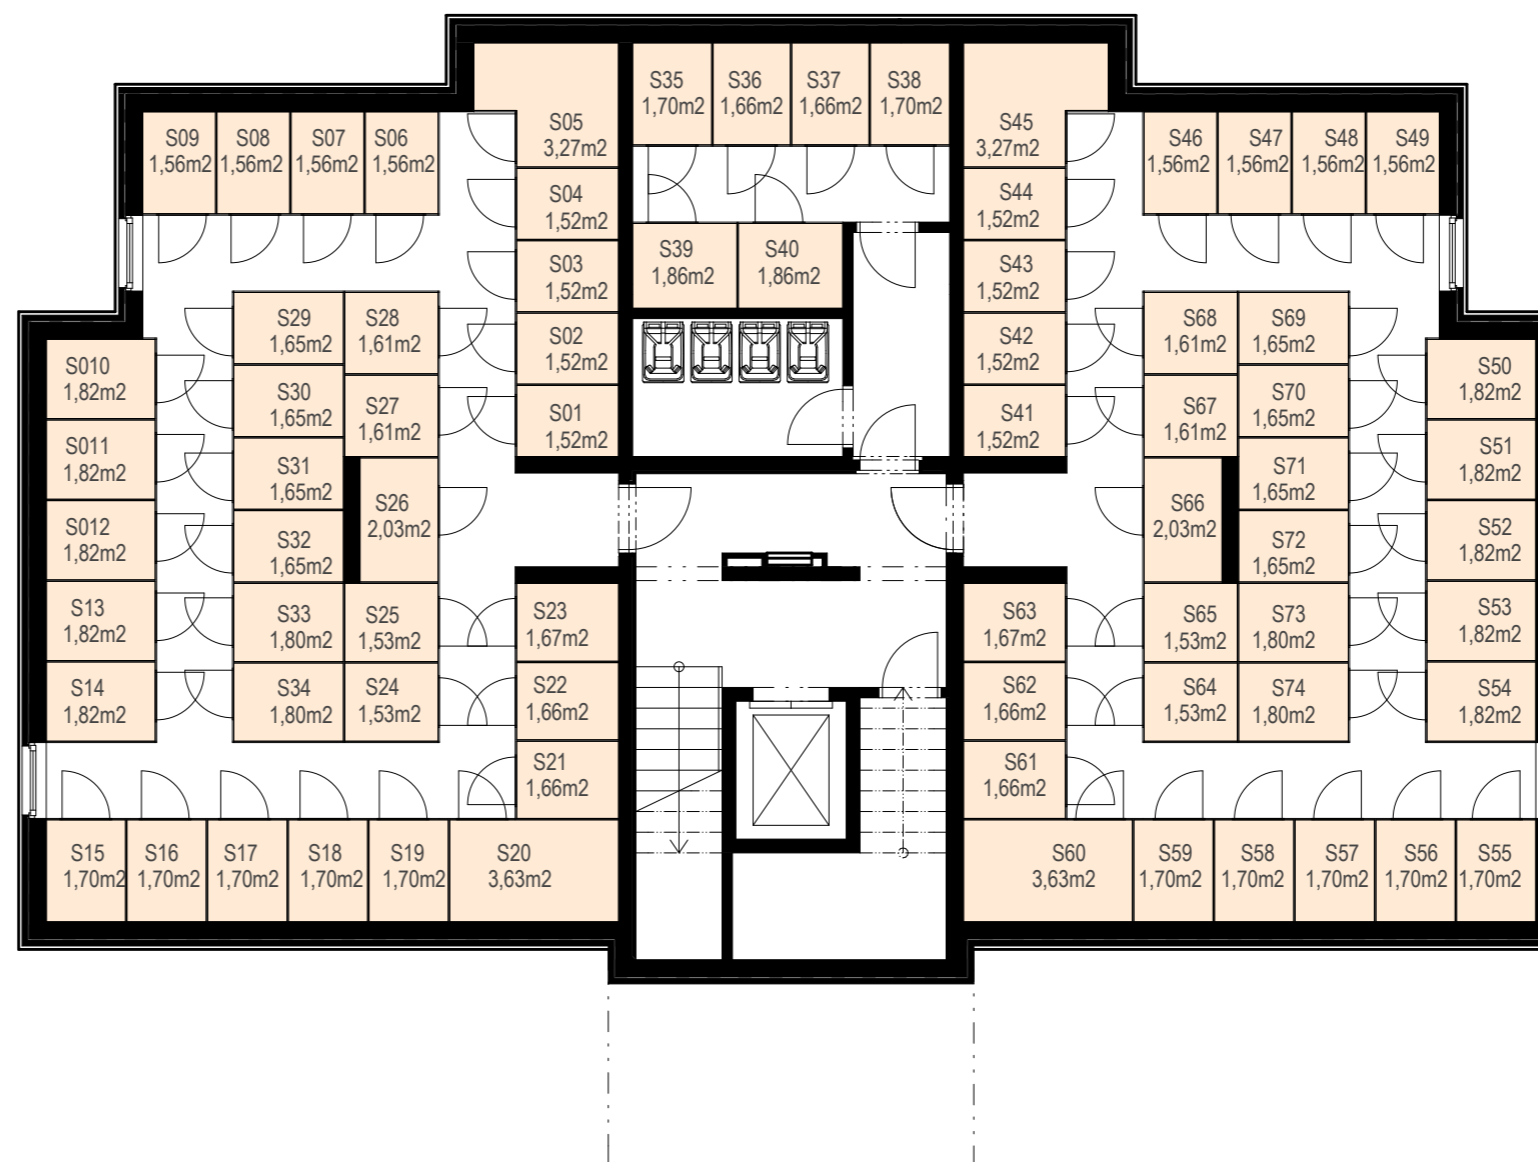 S35
1,70m2
S36
1,66m2
S37
1,66m2
S38
1,70m2
S09
1,56m2
S08
1,56m2
S07
1,56m2
S06
1,56m2
S05
3,27m2
S45
3,27m2
S46
1,56m2
S47
1,56m2
S48
1,56m2
S49
1,56m2
S04
1,52m2
S44
1,52m2
S03
1,52m2
S39
1,86m2
S40
1,86m2
S43
1,52m2
S29
1,65m2
S28
1,61m2
S02
1,52m2
S42
1,52m2
S68
1,61m2
S69
1,65m2
S010
1,82m2
S50
1,82m2
S30
1,65m2
S27
1,61m2
S01
1,52m2
S41
1,52m2
S67
1,61m2
S70
1,65m2
S011
1,82m2
S51
1,82m2
S31
1,65m2
S71
1,65m2
S26
2,03m2
S66
2,03m2
S012
1,82m2
S52
1,82m2
S32
1,65m2
S72
1,65m2
S13
1,82m2
S33
1,80m2
S25
1,53m2
S23
1,67m2
S63
1,67m2
S65
1,53m2
S73
1,80m2
S53
1,82m2
S14
1,82m2
S34
1,80m2
S24
1,53m2
S22
1,66m2
S62
1,66m2
S64
1,53m2
S74
1,80m2
S54
1,82m2
S21
1,66m2
S61
1,66m2
S15
1,70m2
S16
1,70m2
S17
1,70m2
S18
1,70m2
S19
1,70m2
S20
3,63m2
S60
3,63m2
S59
1,70m2
S58
1,70m2
S57
1,70m2
S56
1,70m2
S55
1,70m2